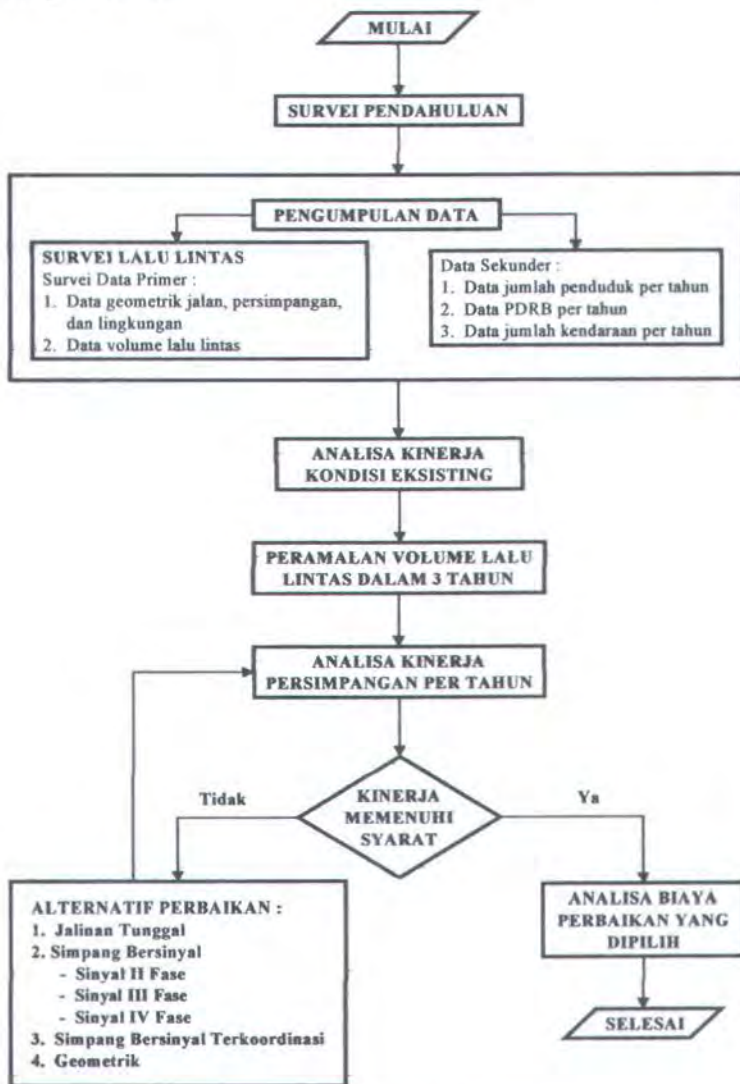 MULAI
SURVEI PENDAHULUAN
PENGUMPULAN DATA
SURVEI LALU LINTAS
Survei Data Primer :
1. Data geometrik jalan, persimpangan,
dan lingkungan
2. Data volume lalu lintas
Data Sekunder :
1. Data jumlah penduduk per tahun
2. Data PDRB per tahun
3. Data jumlah kendaraan per tahun
ANALISA KINERJA
KONDISI EKSISTING
PERAMALAN VOLUME LALU
LINTAS DALAM 3 TAHUN
ANALISA KINERJA
PERSIMPANGAN PER TAHUN
KINERJA
MEMENUHI
SYARAT
Tidak
Ya
ALTERNATIF PERBAIKAN :
1. Jalinan Tunggal
2. Simpang Bersinyal
- Sinyal II Fase
- Sinyal III Fase
- Sinyal IV Fase
3. Simpang Bersinyal Terkoordinasi
4. Geometrik
ANALISA BIAYA
PERBAIKAN YANG
DIPILIH
SELESAI